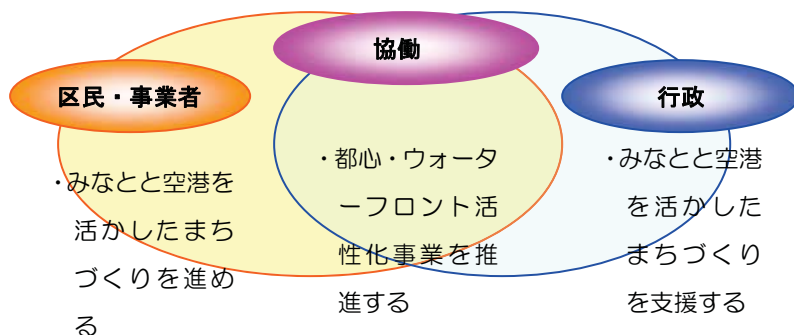 協働
区民・事業者
行政
・みなとと空港を
活かしたまち
づくりを進め
る
・都心・ウォータ
ーフロント活
性化事業を推
進する
・みなとと空港
を活かした
まちづくり
を支援する